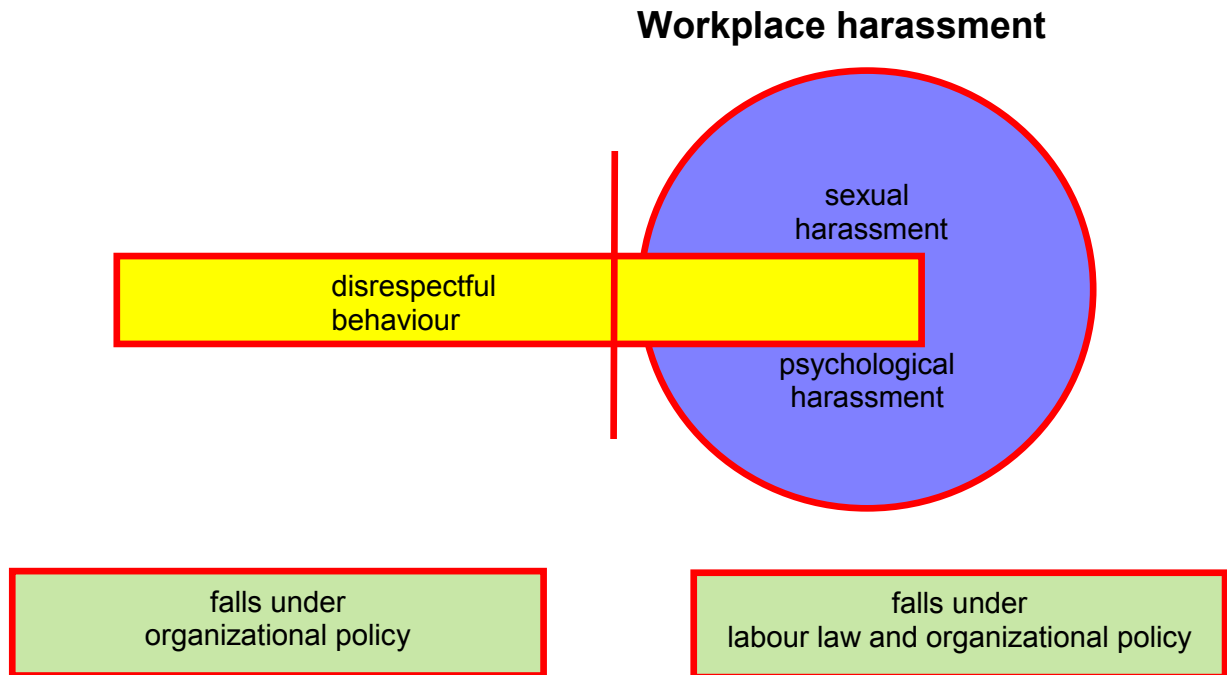 Workplace harassment
sexual
harassment
disrespectful
behaviour
psychological
harassment
falls under
organizational policy
falls under
labour law and organizational policy